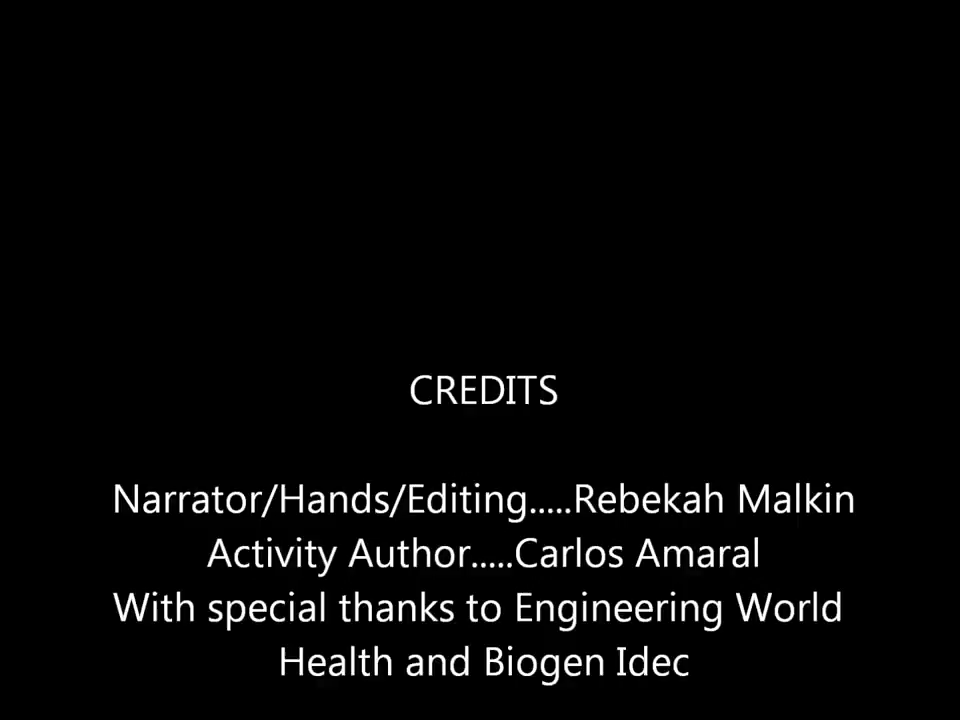 CREDITS
Narrator/Hands/Editing.....Rebekah Malkin
Activity Author.....Carlos Amaral
With special thanks to Engineering World
Health and Biogen Idec